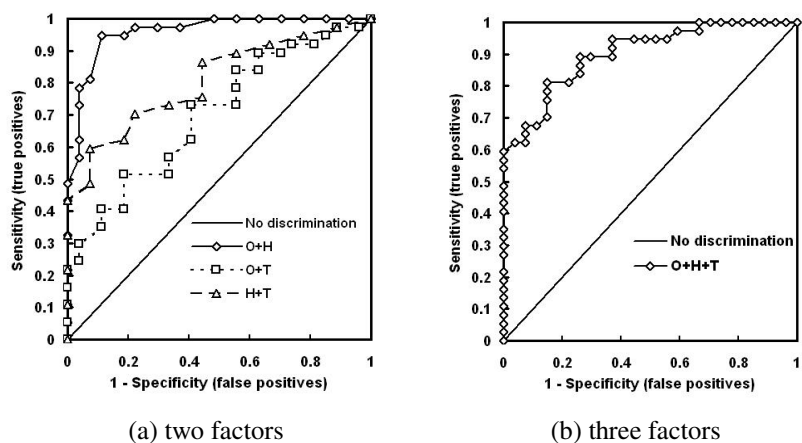 1
0.9
0.8
0.7
0.6
0.5
0.4
0.3
0.2
0.1
0
Sensitivity (true positives)
No discrimination
O+H
O+T
H+T
0 0.2 0.4 0.6 0.8 1
1 - Specificity (false positives)
(a) two factors
1
0.9
0.8
0.7
0.6
0.5
0.4
0.3
0.2
0.1
0
Sensitivity (true positives)
No discrimination
O+H+T
0 0.2 0.4 0.6 0.8 1
1 - Specificity (false positives)
(b) three factors